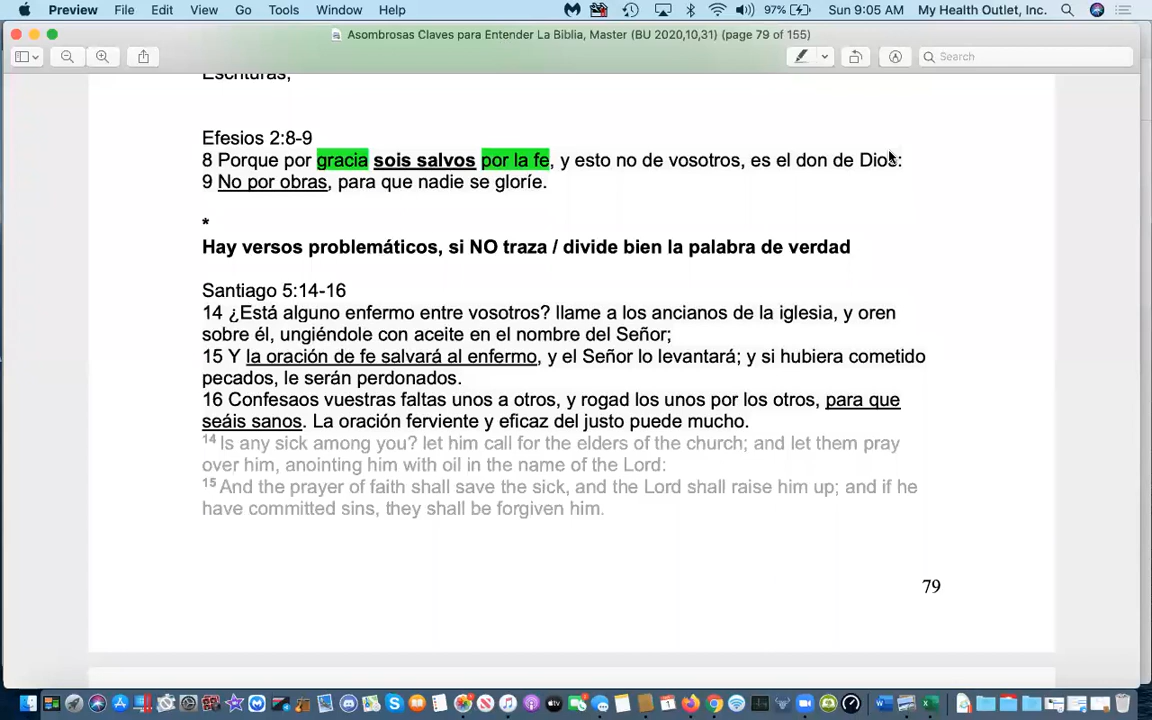 Preview File Edit View Go Tools Window Help 97% Sun 9:05 AM My Health Outlet, Inc.
Asombrosas Claves para Entender La Biblia, Master (BU 2020,10,31) (page 79 of 155)
Search
Escrituras,
Efesios 2:8-9
8 Porque por gracia sois salvos por la fe, y esto no de vosotros, es el don de Dios:
9 No por obras, para que nadie se gloríe.
*
Hay versos problemáticos, si NO traza / divide bien la palabra de verdad
Santiago 5:14-16
14 ¿Está alguno enfermo entre vosotros? llame a los ancianos de la iglesia, y oren
sobre él, ungiéndole con aceite en el nombre del Señor;
15 Y la oración de fe salvará al enfermo, y el Señor lo levantará; y si hubiera cometido
pecados, le serán perdonados.
16 Confesaos vuestras faltas unos a otros, y rogad los unos por los otros, para que
seáis sanos. La oración ferviente y eficaz del justo puede mucho.
14 Is any sick among you? let him call for the elders of the church; and let them pray
over him, anointing him with oil in the name of the Lord:
15 And the prayer of faith shall save the sick, and the Lord shall raise him up; and if he
have committed sins, they shall be forgiven him.
79